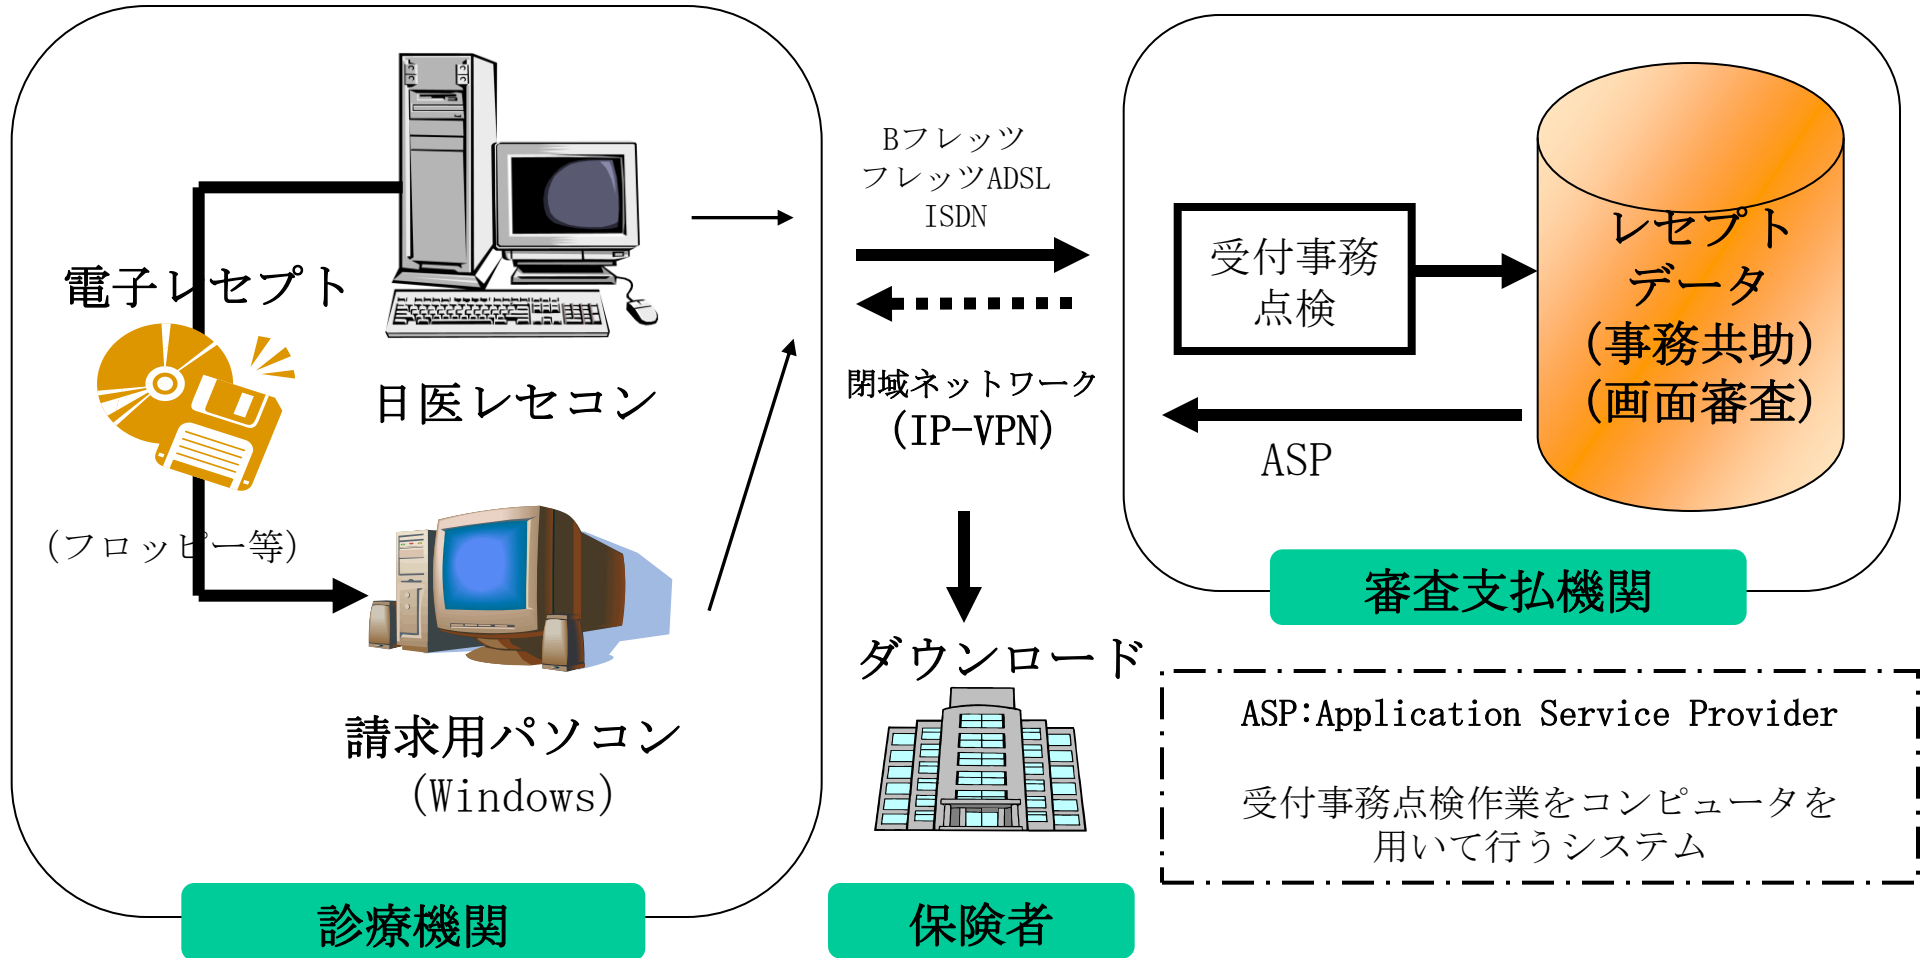 電子レセプト
(フロッピー等)
日医レセコン
請求用パソコン
(Windows)
診療機関
Bフレッツ
フレッツADSL
ISDN
閉域ネットワーク
(IP-VPN)
ダウンロード
保険者
受付事務
点検
レセプト
データ
(事務共助)
(画面審査)
ASP
審査支払機関
ASP:Application Service Provider
受付事務点検作業をコンピュータを
用いて行うシステム